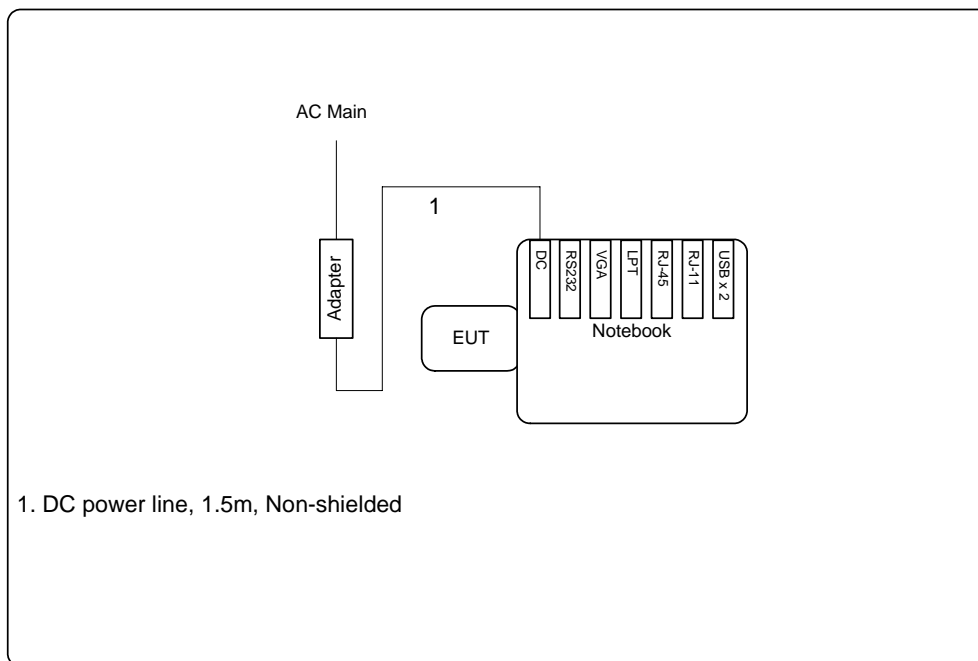 AC Main
1
Adapter
DC
RS232
VGA
LPT
RJ-45
RJ-11
USB x 2
EUT
Notebook
1. DC power line, 1.5m, Non-shielded